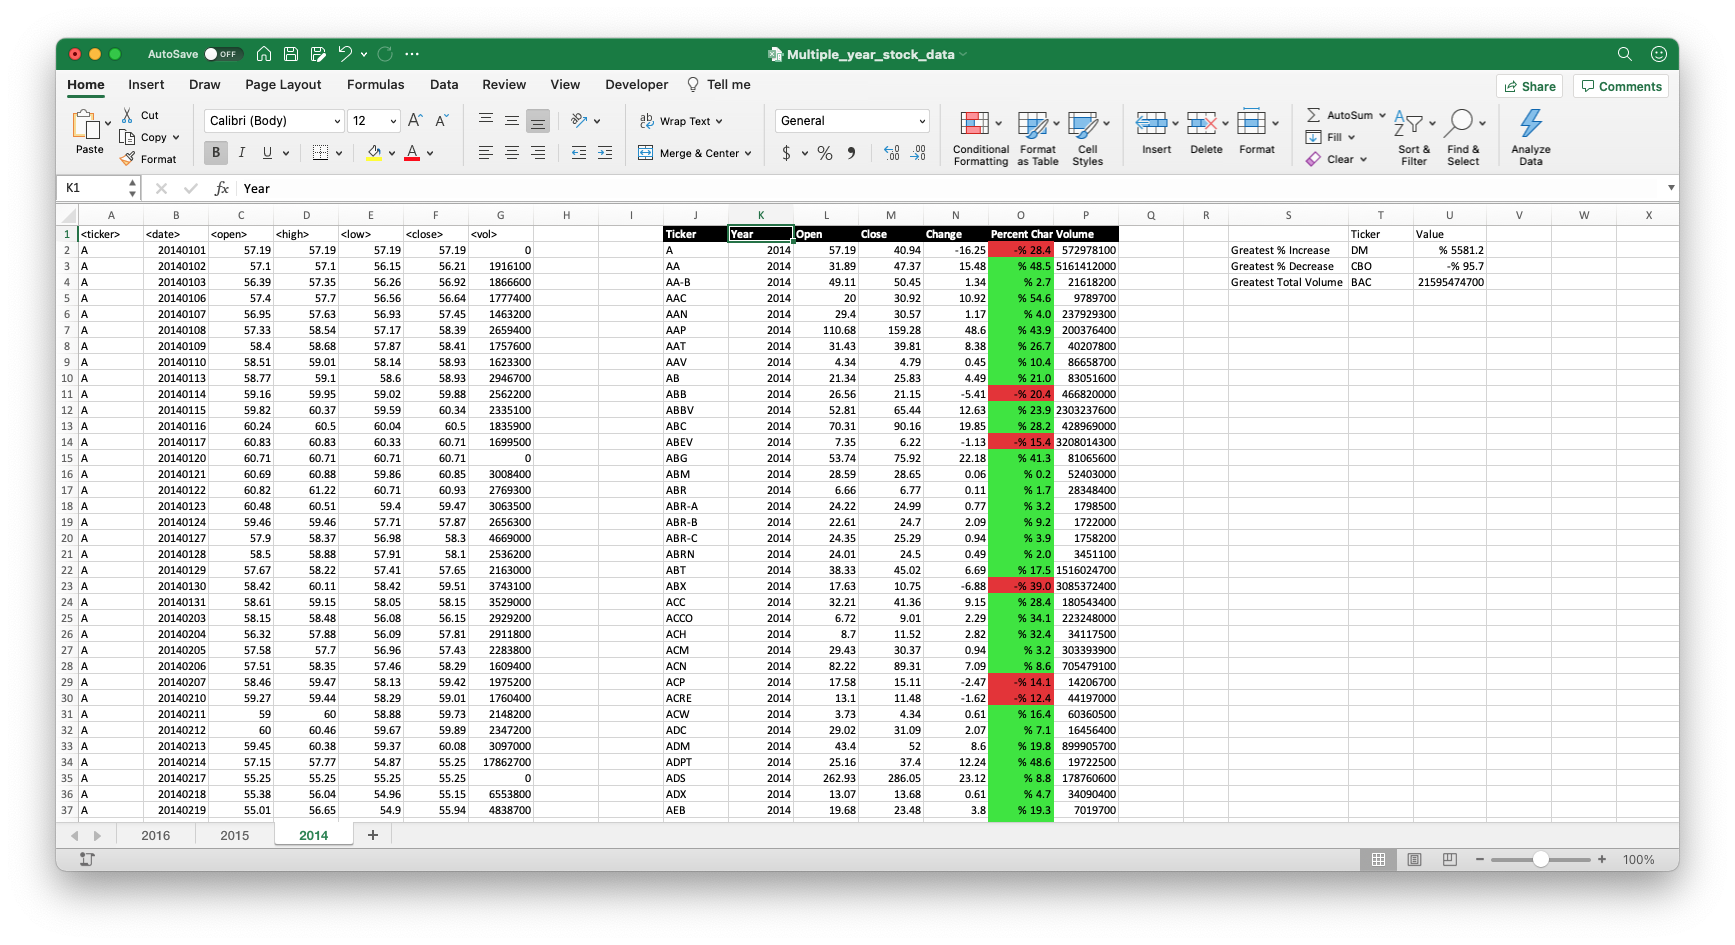 AutoSave OFF Multiple_year_stock_data
Home Insert Draw Page Layout Formulas Data Review View Developer Tell me Share Comments
Paste Cut Copy Format
Calibri (Body) 12 A A
B I U A
ab Wrap Text
Merge & Center
General
$ % 9 .00 .00
Conditional Formatting Format as Table Cell Styles
Insert Delete Format
AutoSum Fill Clear
Sort & Filter Find & Select Analyze Data
K1 fx Year
A B C D E F G H I J K L M N O P Q R S T U V W X
1 <ticker> <date> <open> <high> <low> <close> <vol> Ticker Year Open Close Change Percent Char Volume Ticker Value
2 A 20140101 57.19 57.19 57.19 57.19 0 A 2014 57.19 40.94 -16.25 -% 28.4 572978100 Greatest % Increase DM % 5581.2
3 A 20140102 57.1 57.1 56.15 56.21 1916100 AA 2014 31.89 47.37 15.48 % 48.5 5161412000 Greatest % Decrease CBO -% 95.7
4 A 20140103 56.39 57.35 56.26 56.92 1866600 AA-B 2014 49.11 50.45 1.34 % 2.7 21618200 Greatest Total Volume BAC 21595474700
5 A 20140106 57.4 57.7 56.56 56.64 1777400 AAC 2014 20 30.92 10.92 % 54.6 9789700
6 A 20140107 56.95 57.63 56.93 57.45 1463200 AAN 2014 29.4 30.57 1.17 % 4.0 237929300
7 A 20140108 57.33 58.54 57.17 58.39 2659400 AAP 2014 110.68 159.28 48.6 % 43.9 200376400
8 A 20140109 58.4 58.68 57.87 58.41 1757600 AAT 2014 31.43 39.81 8.38 % 26.7 40207800
9 A 20140110 58.51 59.01 58.14 58.93 1623300 AAV 2014 4.34 4.79 0.45 % 10.4 86658700
10 A 20140113 58.77 59.1 58.6 58.93 2946700 AB 2014 21.34 25.83 4.49 % 21.0 83051600
11 A 20140114 59.16 59.95 59.02 59.88 2562200 ABB 2014 26.56 21.15 -5.41 -% 20.4 466820000
12 A 20140115 59.82 60.37 59.59 60.34 2335100 ABBV 2014 52.81 65.44 12.63 % 23.9 2303237600
13 A 20140116 60.24 60.5 60.04 60.5 1835900 ABC 2014 70.31 90.16 19.85 % 28.2 428969000
14 A 20140117 60.83 60.83 60.33 60.71 1699500 ABEV 2014 7.35 6.22 -1.13 -% 15.4 3208014300
15 A 20140120 60.71 60.71 60.71 60.71 0 ABG 2014 53.74 75.92 22.18 % 41.3 81065600
16 A 20140121 60.69 60.88 59.86 60.85 3008400 ABM 2014 28.59 28.65 0.06 % 0.2 52403000
17 A 20140122 60.82 61.22 60.71 60.93 2769300 ABR 2014 6.66 6.77 0.11 % 1.7 28348400
18 A 20140123 60.48 60.51 59.4 59.47 3063500 ABR-A 2014 24.22 24.99 0.77 % 3.2 1798500
19 A 20140124 59.46 59.46 57.71 57.87 2656300 ABR-B 2014 22.61 24.7 2.09 % 9.2 1722000
20 A 20140127 57.9 58.37 56.98 58.3 4669000 ABR-C 2014 24.35 25.29 0.94 % 3.9 1758200
21 A 20140128 58.5 58.88 57.91 58.1 2536200 ABRN 2014 24.01 24.5 0.49 % 2.0 3451100
22 A 20140129 57.67 58.22 57.41 57.65 2163000 ABT 2014 38.33 45.02 6.69 % 17.5 1516024700
23 A 20140130 58.42 60.11 58.42 59.51 3743100 ABX 2014 17.63 10.75 -6.88 -% 39.0 3085372400
24 A 20140131 58.61 59.15 58.05 58.15 3529000 ACC 2014 32.21 41.36 9.15 % 28.4 180543400
25 A 20140203 58.15 58.48 56.08 56.15 2929200 ACCO 2014 6.72 9.01 2.29 % 34.1 223248000
26 A 20140204 56.32 57.88 56.09 57.81 2911800 ACH 2014 8.7 11.52 2.82 % 32.4 34117500
27 A 20140205 57.58 57.7 56.96 57.43 2283800 ACM 2014 29.43 30.37 0.94 % 3.2 303393900
28 A 20140206 57.51 58.35 57.46 58.29 1609400 ACN 2014 82.22 89.31 7.09 % 8.6 705479100
29 A 20140207 58.46 59.47 58.13 59.42 1975200 ACP 2014 17.58 15.11 -2.47 -% 14.1 14206700
30 A 20140210 59.27 59.44 58.29 59.01 1760400 ACRE 2014 13.1 11.48 -1.62 -% 12.4 44197000
31 A 20140211 59 60 58.88 59.73 2148200 ACW 2014 3.73 4.34 0.61 % 16.4 60360500
32 A 20140212 60 60.46 59.67 59.89 2347200 ADC 2014 29.02 31.09 2.07 % 7.1 16456400
33 A 20140213 59.45 60.38 59.37 60.08 3097000 ADM 2014 43.4 52 8.6 % 19.8 899905700
34 A 20140214 57.15 57.77 54.87 55.25 17862700 ADPT 2014 25.16 37.4 12.24 % 48.6 19722500
35 A 20140217 55.25 55.25 55.25 55.25 0 ADS 2014 262.93 286.05 23.12 % 8.8 178760600
36 A 20140218 55.38 56.04 54.96 55.15 6553800 ADX 2014 13.07 13.68 0.61 % 4.7 34090400
37 A 20140219 55.01 56.65 54.9 55.94 4838700 AEB 2014 19.68 23.48 3.8 % 19.3 7019700
2016 2015 2014 +
100%